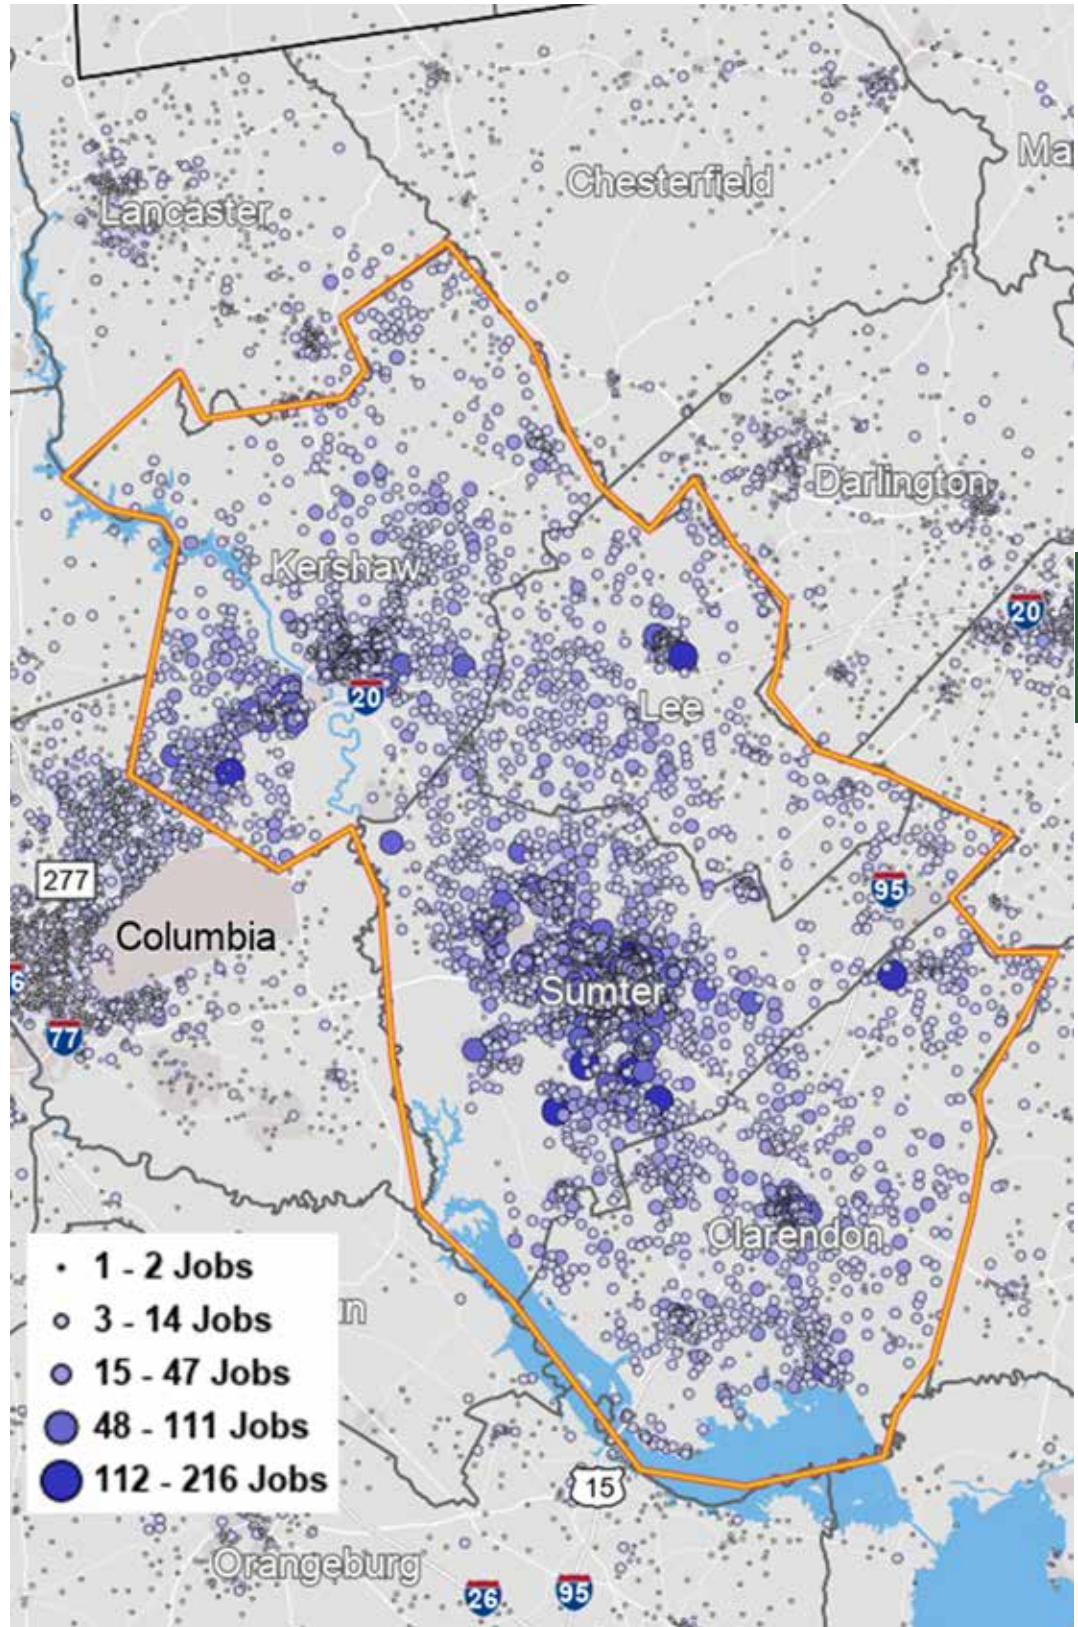 Ma
Chesterfield
Lancaster
Darlington
Kershaw
20
20
Lee
277
95
Columbia
6
Sumter
77
Clarendon
1 - 2 Jobs
3 - 14 Jobs
15 - 47 Jobs
48 - 111 Jobs
112 - 216 Jobs
15
Orangeburg
26
95